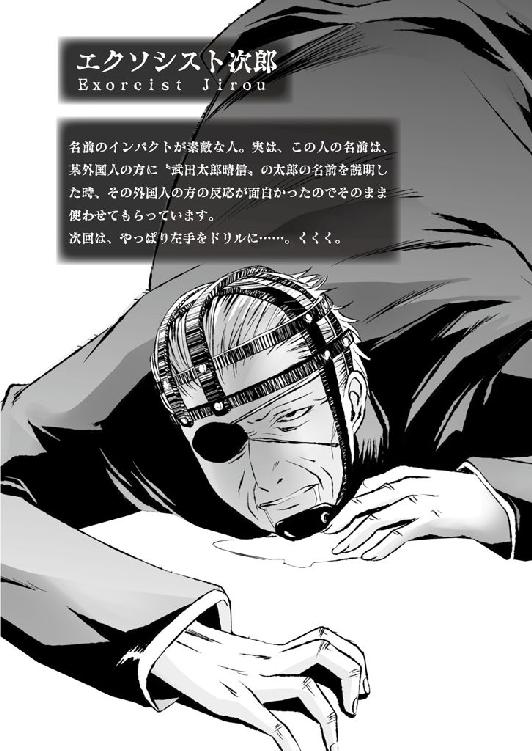 エクソシスト次郎
Exorcist Jirou
名前のインパクトが素敵な人。実は、この人の名前は、
某外国人の方に〝武田太郎晴信〟の太郎の名前を説明し
た時、その外国人の方の反応が面白かったのでそのまま
使わせてもらっています。
次回は、やっぱり左手をドリルに……。くくく。